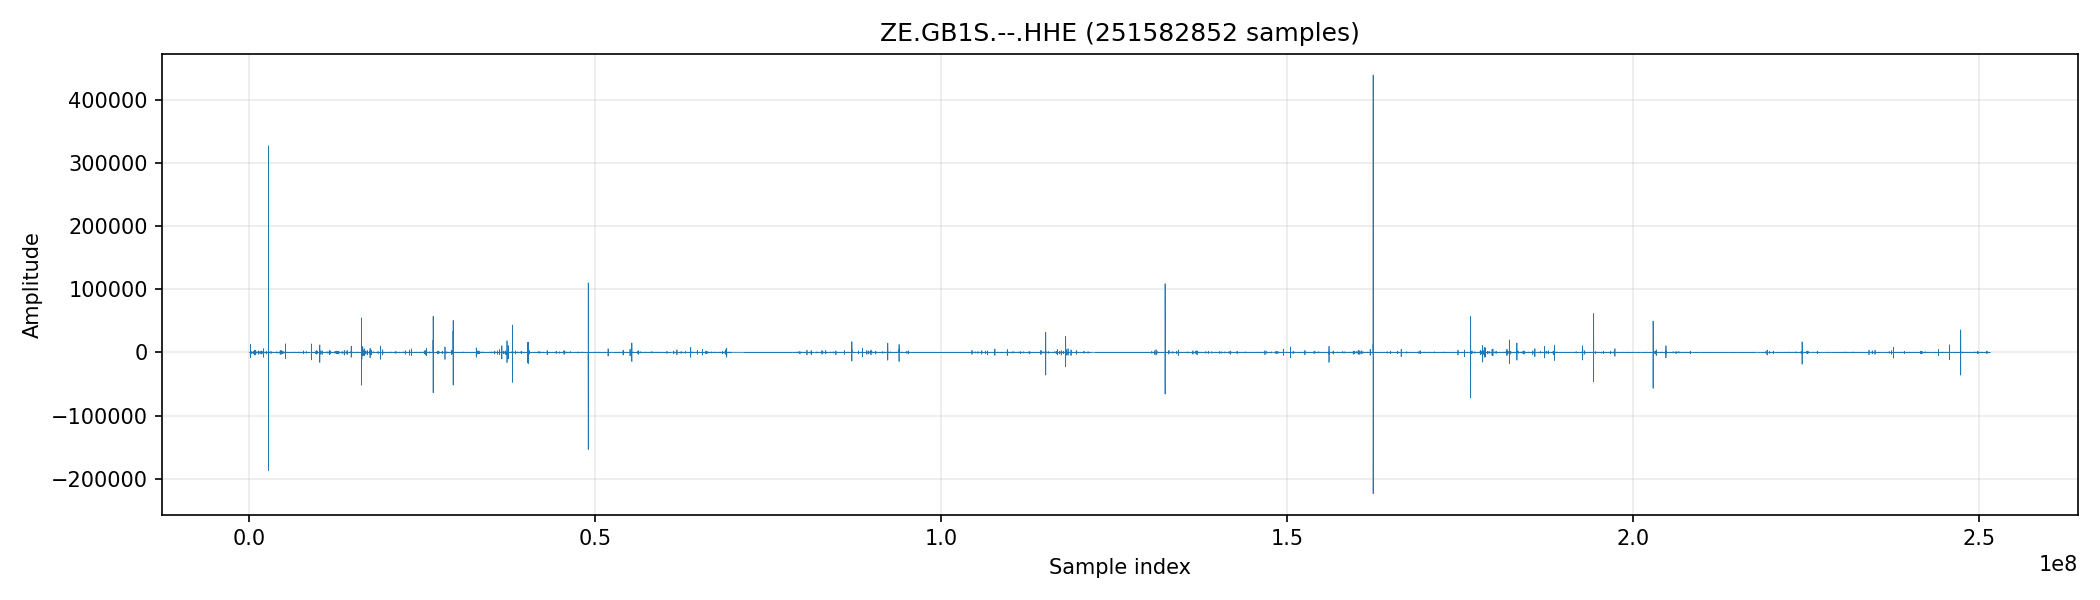 ZE.GB1S.--.HHE (251582852 samples)
400000
300000
200000
100000
0
−100000
−200000
Amplitude
0.0 0.5 1.0 1.5 2.0 2.5
1e8
Sample index